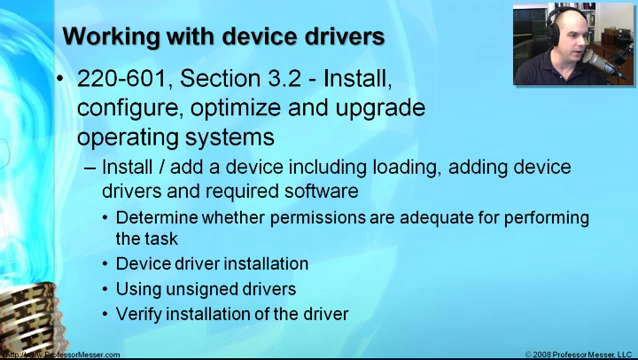 Working with device drivers
• 220-601, Section 3.2 - Install,
configure, optimize and upgrade
operating systems
– Install / add a device including loading, adding device
drivers and required software
• Determine whether permissions are adequate for performing
the task
• Device driver installation
• Using unsigned drivers
• Verify installation of the driver
http://www.ProfessorMesser.com
© 2008 Professor Messer, LLC